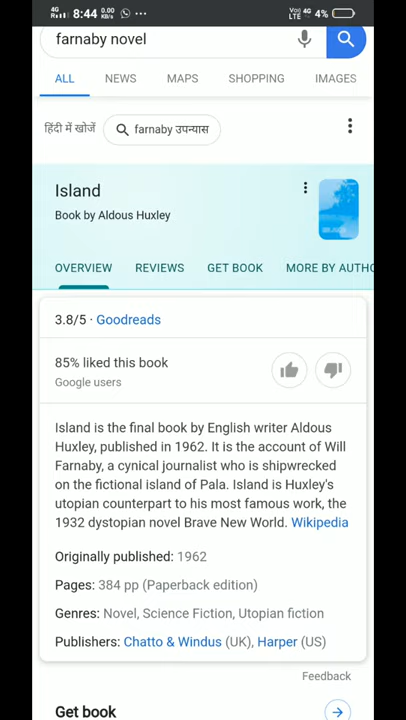 4G 8:44 0.00 KB/s ... VoLTE 4G 4%
farnaby novel
ALL NEWS MAPS SHOPPING IMAGES
हिंदी में खोजें farnaby उपन्यास
Island
Book by Aldous Huxley
OVERVIEW REVIEWS GET BOOK MORE BY AUTHO
3.8/5 · Goodreads
85% liked this book
Google users
Island is the final book by English writer Aldous
Huxley, published in 1962. It is the account of Will
Farnaby, a cynical journalist who is shipwrecked
on the fictional island of Pala. Island is Huxley's
utopian counterpart to his most famous work, the
1932 dystopian novel Brave New World. Wikipedia
Originally published: 1962
Pages: 384 pp (Paperback edition)
Genres: Novel, Science Fiction, Utopian fiction
Publishers: Chatto & Windus (UK), Harper (US)
Feedback
Get book